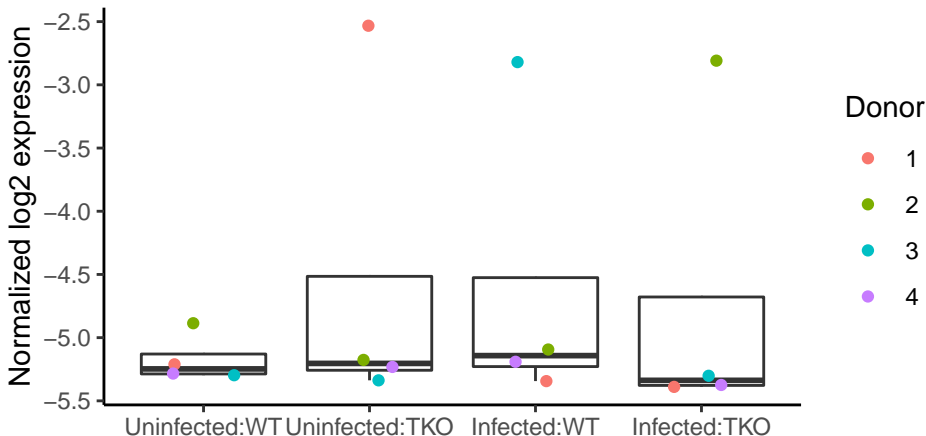 Normalized log2 expression
−2.5
−3.0
−3.5
−4.0
−4.5
−5.0
−5.5
Uninfected:WT
Uninfected:TKO
Infected:WT
Infected:TKO
Donor
1
2
3
4